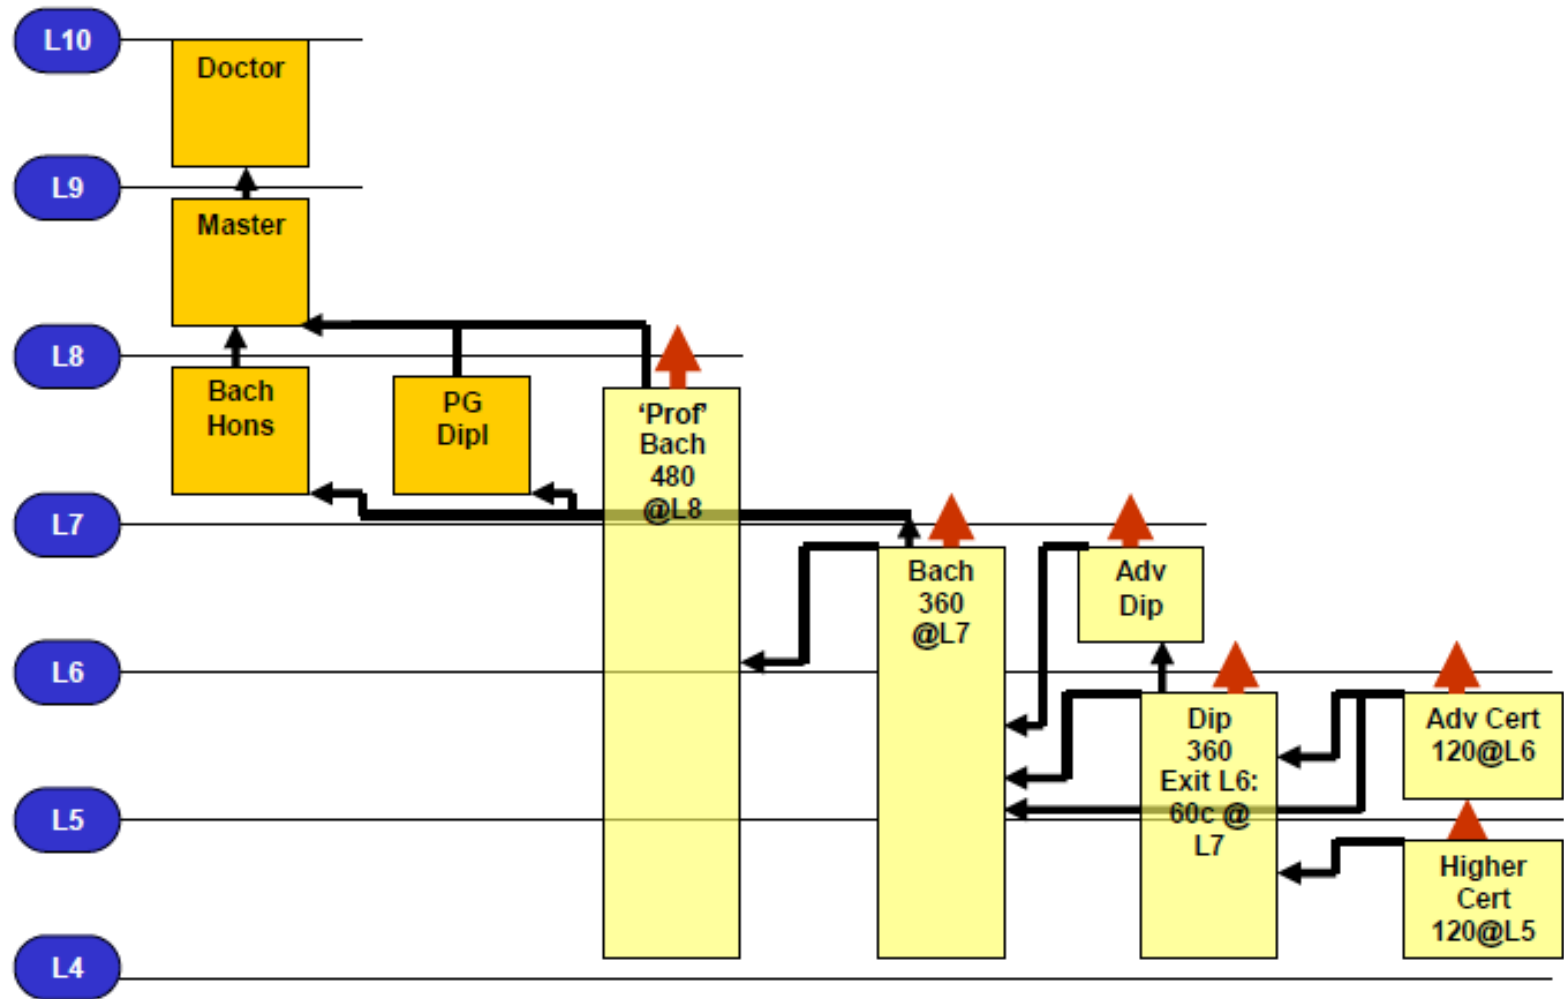 L10
Doctor
L9
Master
L8
Bach
Hons
PG
Dipl
‘Prof’
Bach
480
@L8
L7
Bach
360
@L7
Adv
Dip
L6
Dip
360
Exit L6:
60c @
L7
Adv Cert
120@L6
L5
Higher
Cert
120@L5
L4